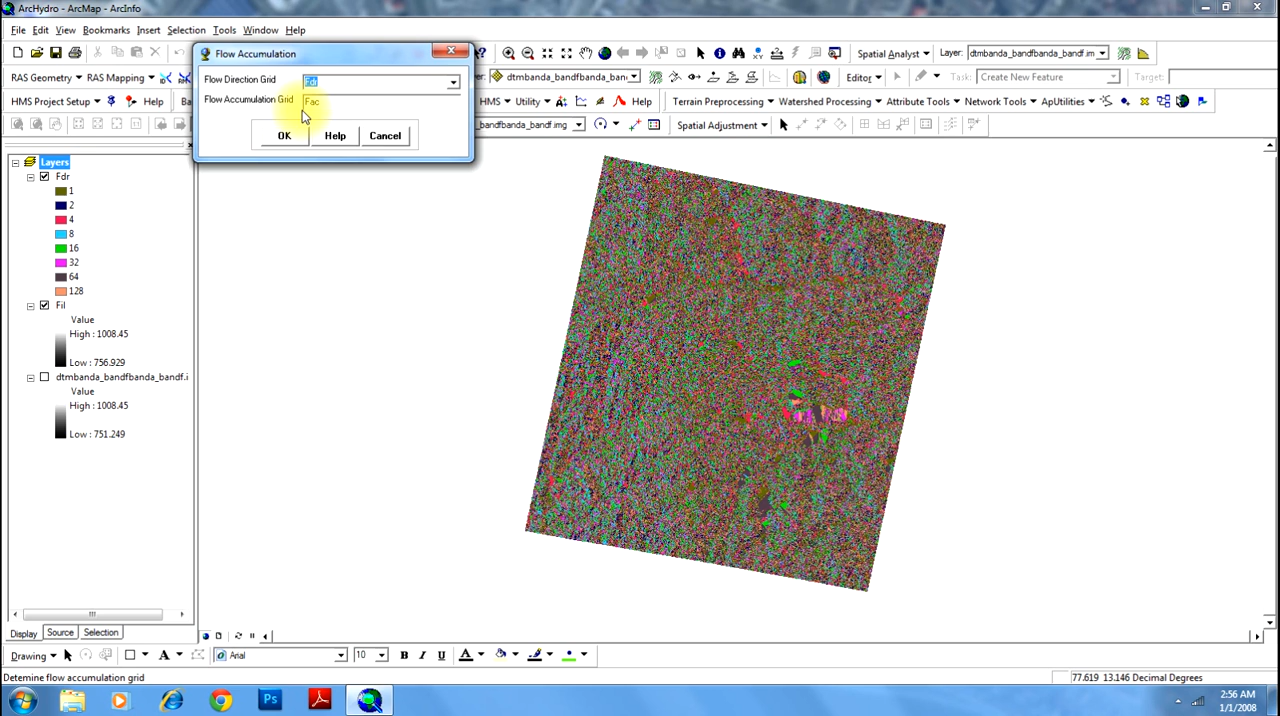 ArcHydro - ArcMap - ArcInfo
File Edit View Bookmarks Insert Selection Tools Window Help
Spatial Analyst Layer: dtmbanda_bandfbanda_bandf.im
RAS Geometry RAS Mapping dtmbanda_bandfbanda_ban Editor Task: Create New Feature Target:
HMS Project Setup Help HMS Utility Help Terrain Preprocessing Watershed Processing Attribute Tools Network Tools ApUtilities
_bandfbanda_bandf.img Spatial Adjustment
Flow Accumulation
Flow Direction Grid Fdr
Flow Accumulation Grid Fac
OK Help Cancel
Layers
Fdr
1
2
4
8
16
32
64
128
Fil
Value
High : 1008.45
Low : 756.929
dtmbanda_bandfbanda_bandf.i
Value
High : 1008.45
Low : 751.249
Display Source Selection
Drawing A Arial 10 B I U A
Detemine flow accumulation grid 77.619 13.146 Decimal Degrees
Ps 2:56 AM
1/1/2008